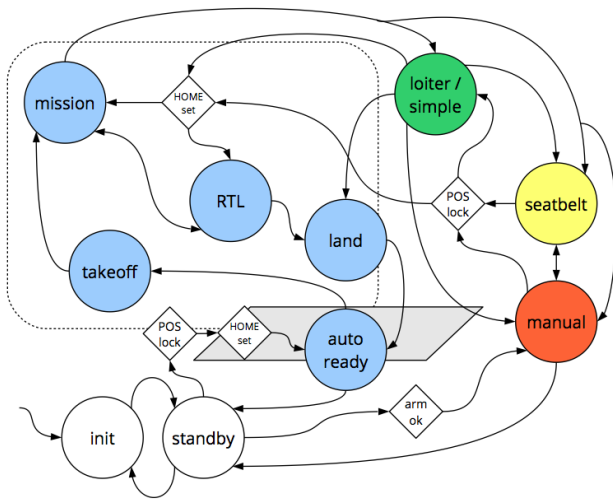 mission
HOME
set
loiter /
simple
RTL
POS
lock
seatbelt
land
takeoff
POS
lock
HOME
set
auto
ready
manual
init
standby
arm
ok